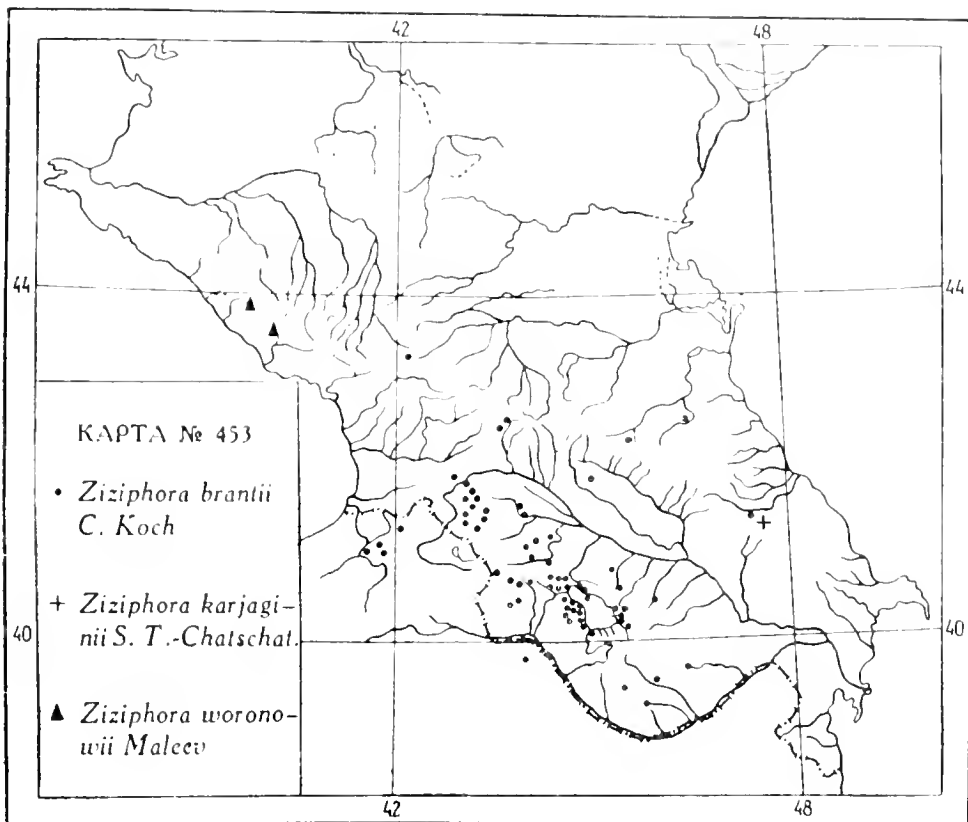 42 48
44 44
КАРТА № 453
• Ziziphora brantii
C. Koch
+ Ziziphora karjagi-
nii S. T.-Chatschat.
40 40
▲ Ziziphora worono-
wii Maleev
42 48